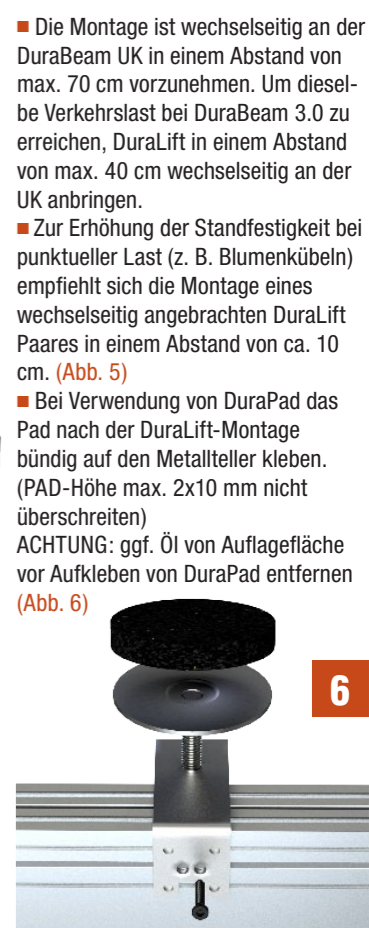 ■ Die Montage ist wechselseitig an der
DuraBeam UK in einem Abstand von
max. 70 cm vorzunehmen. Um diesel-
be Verkehrslast bei DuraBeam 3.0 zu
erreichen, DuraLift in einem Abstand
von max. 40 cm wechselseitig an der
UK anbringen.
■ Zur Erhöhung der Standfestigkeit bei
punktueller Last (z. B. Blumenkübeln)
empfiehlt sich die Montage eines
wechselseitig angebrachten DuraLift
Paares in einem Abstand von ca. 10
cm. (Abb. 5)
■ Bei Verwendung von DuraPad das
Pad nach der DuraLift-Montage
bündig auf den Metallteller kleben.
(PAD-Höhe max. 2x10 mm nicht
überschreiten)
ACHTUNG: ggf. Öl von Auflagefläche
vor Aufkleben von DuraPad entfernen
(Abb. 6)
6